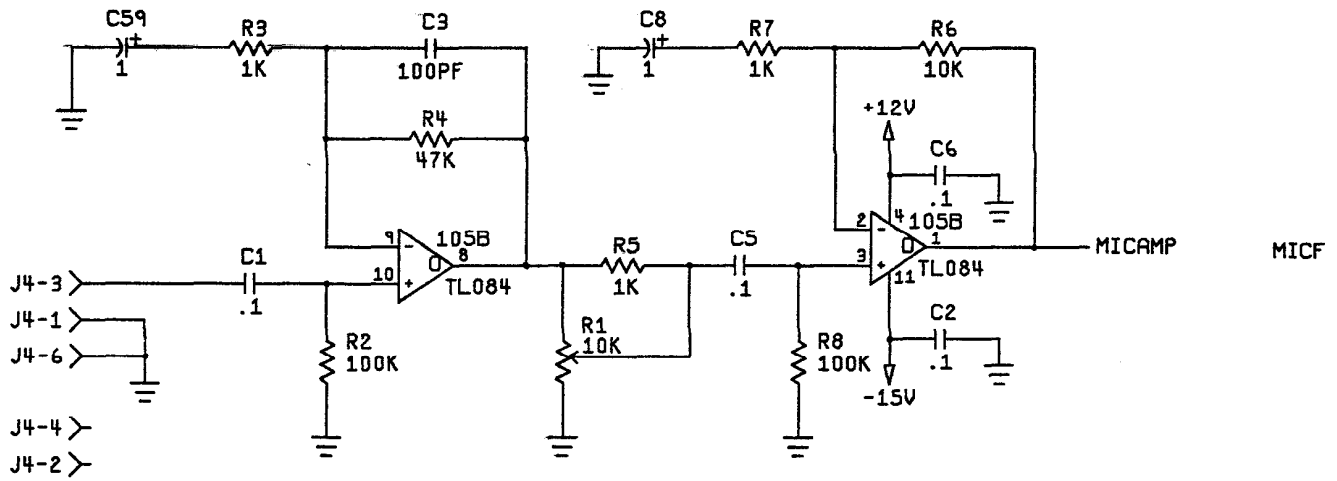 C59
+
1
R3
1K
C3
100PF
C8
+
1
R7
1K
R6
10K
R4
47K
+12V
C6
.1
9
-
105B
8
10
+
TL084
2
-
4
105B
1
3
+
11
TL084
MICAMP
MICF
C1
.1
R5
1K
C5
.1
J4-3
J4-1
J4-6
R2
100K
R1
10K
R8
100K
C2
.1
-15V
J4-4
J4-2